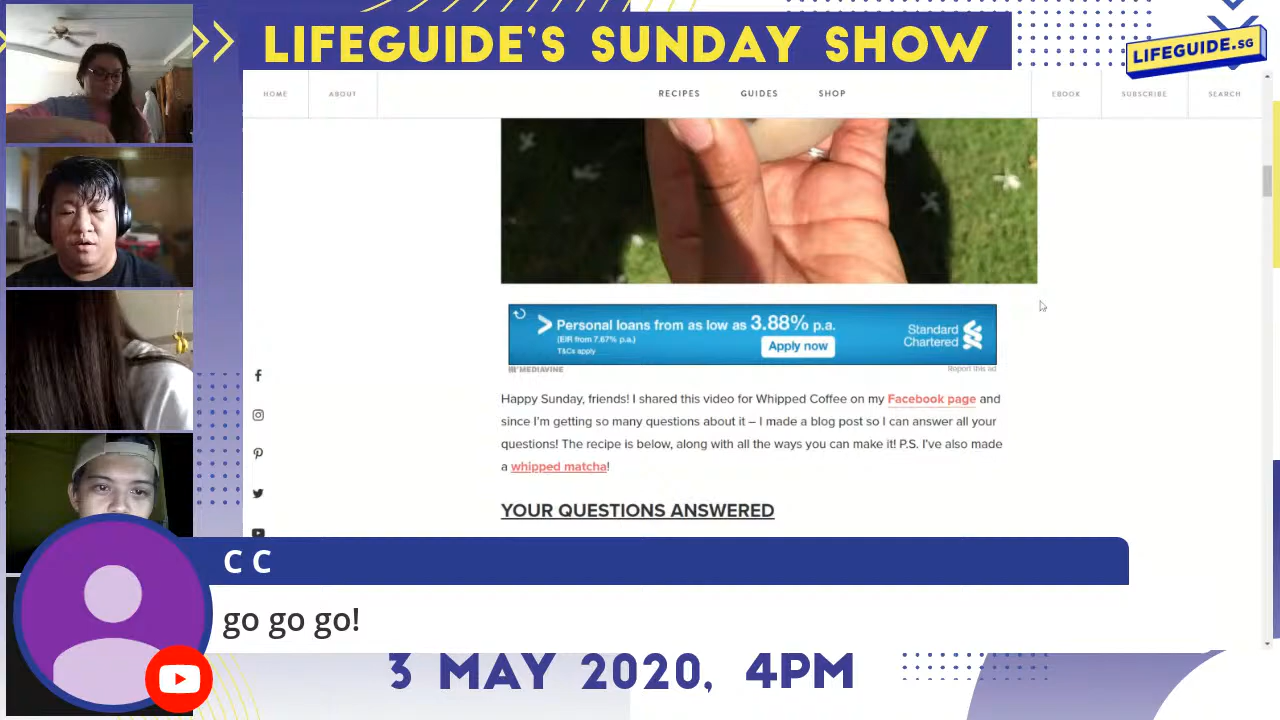 LIFEGUIDE'S SUNDAY SHOW
LIFEGUIDE.SG
HOME
ABOUT
RECIPES
GUIDES
SHOP
EBOOK
SUBSCRIBE
SEARCH
Personal loans from as low as 3.88% p.a.
(EIR from 7.67% p.a.)
T&Cs apply
Apply now
Standard
Chartered
MEDIAVINE
Report this ad
Happy Sunday, friends! I shared this video for Whipped Coffee on my Facebook page and
since I'm getting so many questions about it – I made a blog post so I can answer all your
questions! The recipe is below, along with all the ways you can make it! P.S. I've also made
a whipped matcha!
YOUR QUESTIONS ANSWERED
C C
go go go!
3 MAY 2020, 4PM